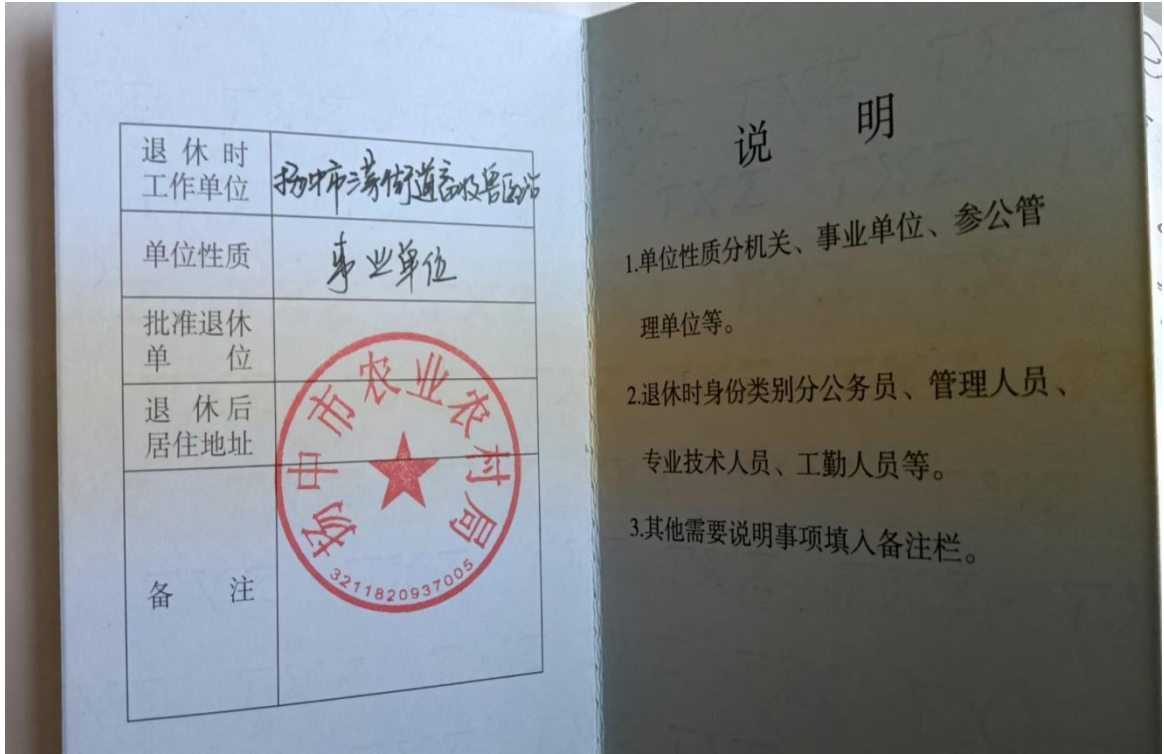 退休时
工作单位
扬中市三茅街道畜牧兽医站
单位性质
事业单位
批准退休
单位
退休后
居住地址
扬中市农业农村局
3211820937005
备注
说明
1.单位性质分机关、事业单位、参公管
理单位等。
2.退休时身份类别分公务员、管理人员、
专业技术人员、工勤人员等。
3.其他需要说明事项填入备注栏。